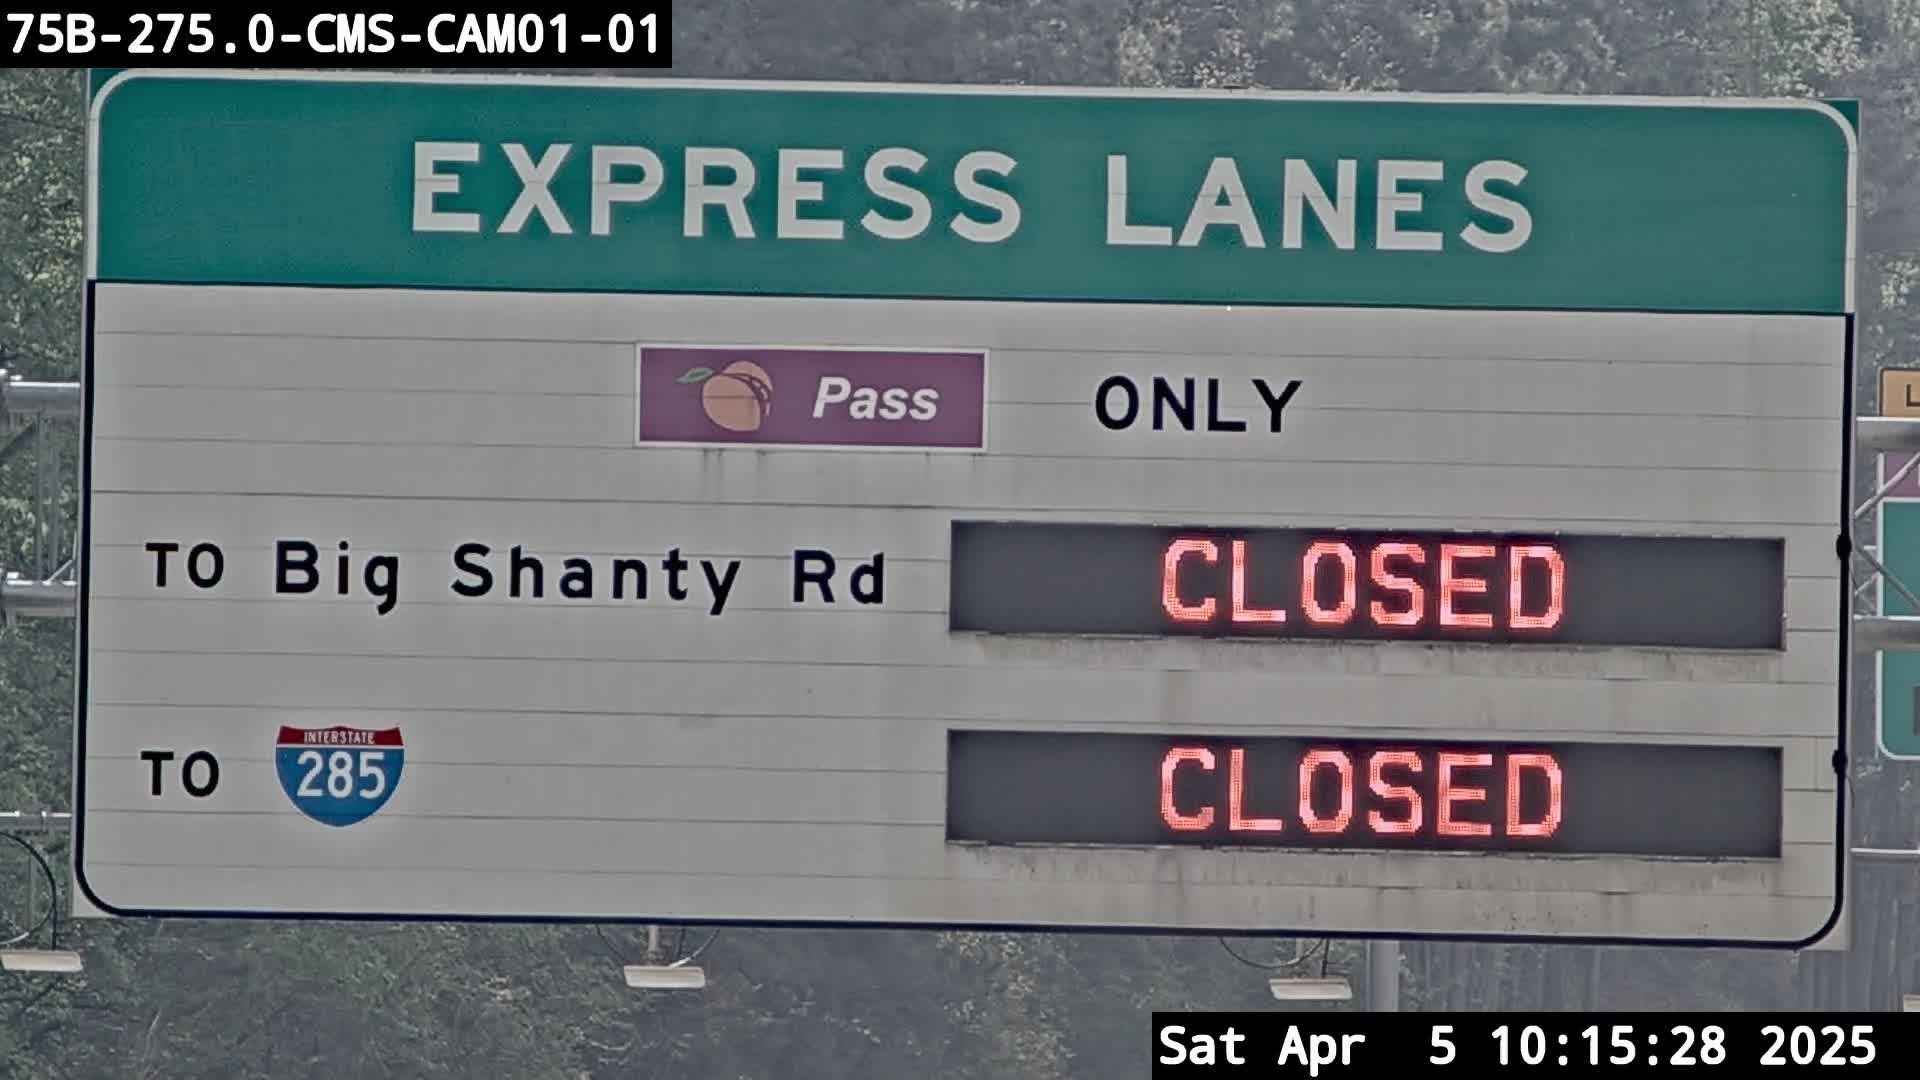 75B-275.0-CMS-CAM01-01
EXPRESS LANES
Pass ONLY
TO Big Shanty Rd CLOSED
TO INTERSTATE 285 CLOSED
Sat Apr 5 10:15:28 2025